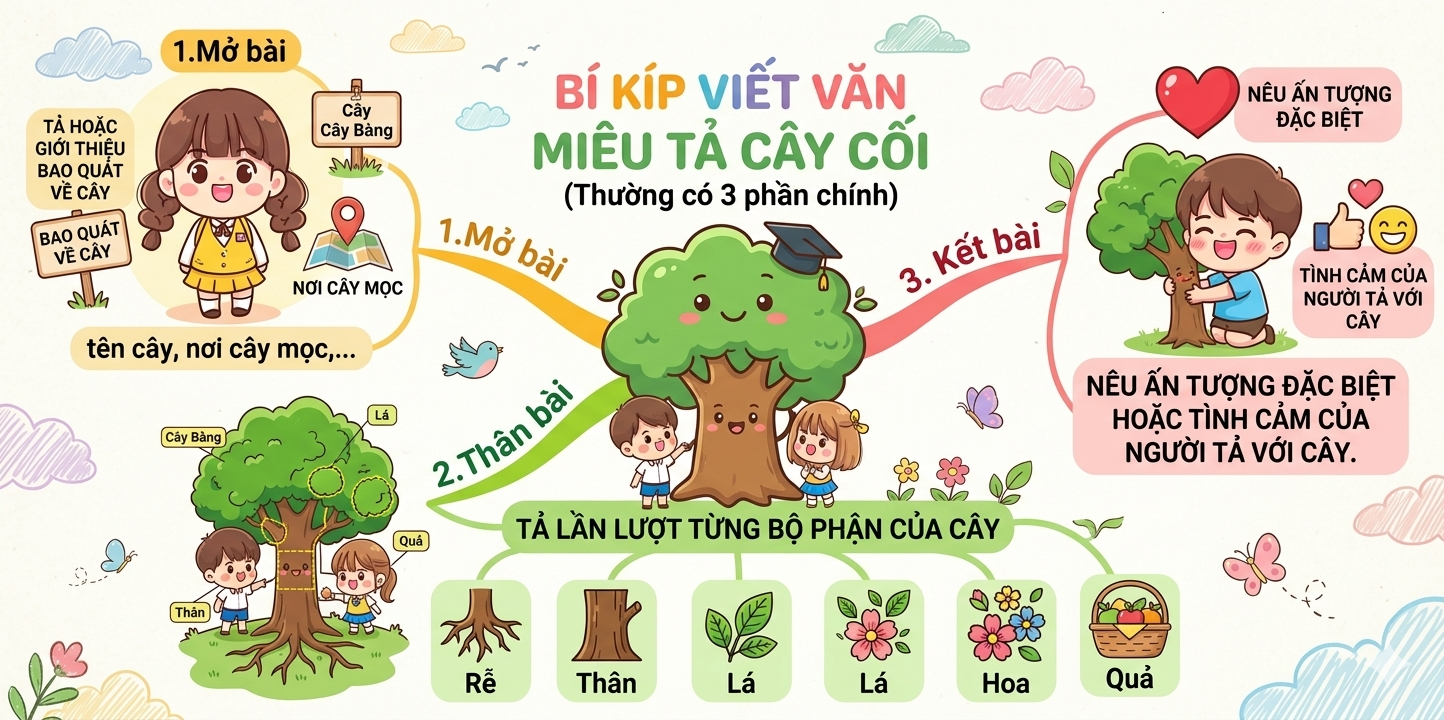 BÍ KÍP VIẾT VĂN
MIÊU TẢ CÂY CỐI
(Thường có 3 phần chính)
1.Mở bài
1.Mở bài
TẢ HOẶC
GIỚI THIỆU
BAO QUÁT
VỀ CÂY
BAO QUÁT
VỀ CÂY
Cây
Cây Bàng
NƠI CÂY MỌC
tên cây, nơi cây mọc,...
2.Thân bài
Cây Bàng
Lá
Quả
Thân
TẢ LẦN LƯỢT TỪNG BỘ PHẬN CỦA CÂY
Rễ
Thân
Lá
Lá
Hoa
Quả
3. Kết bài
NÊU ẤN TƯỢNG
ĐẶC BIỆT
TÌNH CẢM CỦA
NGƯỜI TẢ VỚI
CÂY
NÊU ẤN TƯỢNG ĐẶC BIỆT
HOẶC TÌNH CẢM CỦA
NGƯỜI TẢ VỚI CÂY.